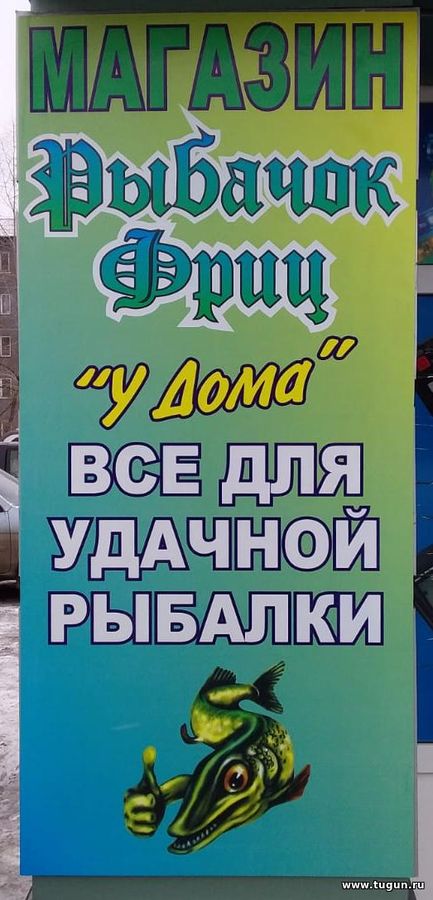 МАГАЗИН
Рыбачок
Фриц
"У Дома"
ВСЕ ДЛЯ
УДАЧНОЙ
РЫБАЛКИ
www.tugun.ru